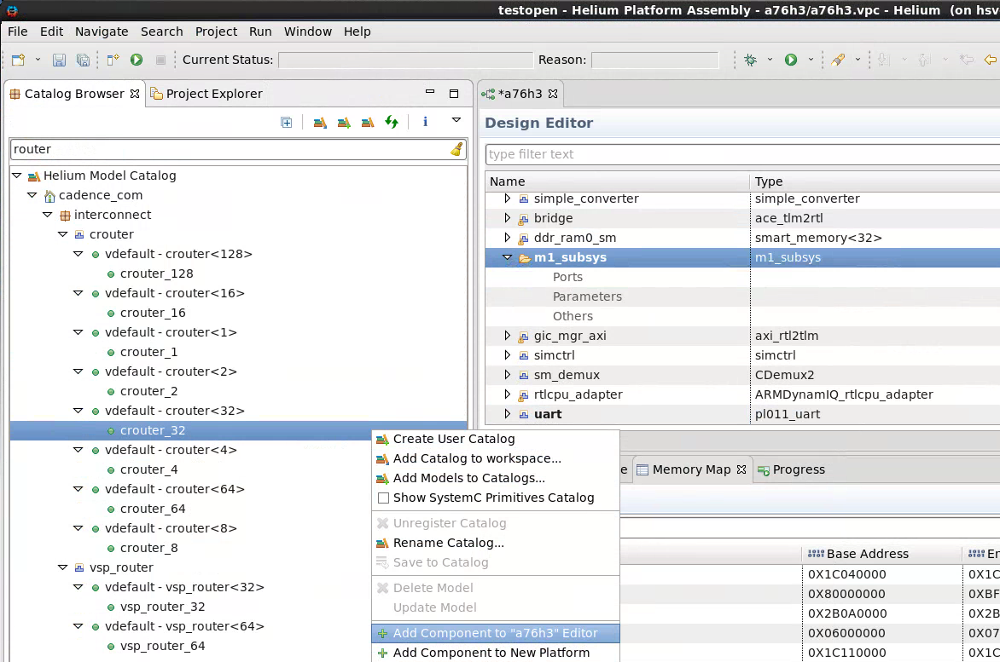 testopen - Helium Platform Assembly - a76h3/a76h3.vpc - Helium (on hsv
File Edit Navigate Search Project Run Window Help
Current Status: Reason:
Catalog Browser Project Explorer
router
Helium Model Catalog
cadence_com
interconnect
crouter
vdefault - crouter<128>
crouter_128
vdefault - crouter<16>
crouter_16
vdefault - crouter<1>
crouter_1
vdefault - crouter<2>
crouter_2
vdefault - crouter<32>
crouter_32
vdefault - crouter<4>
crouter_4
vdefault - crouter<64>
crouter_64
vdefault - crouter<8>
crouter_8
vsp_router
vdefault - vsp_router<32>
vsp_router_32
vdefault - vsp_router<64>
vsp_router_64
Create User Catalog
Add Catalog to workspace...
Add Models to Catalogs...
Show SystemC Primitives Catalog
Unregister Catalog
Rename Catalog...
Save to Catalog
Delete Model
Update Model
Add Component to "a76h3" Editor
Add Component to New Platform
*a76h3
Design Editor
type filter text
Name Type
simple_converter simple_converter
bridge ace_tlm2rtl
ddr_ram0_sm smart_memory<32>
m1_subsys m1_subsys
Ports
Parameters
Others
gic_mgr_axi axi_rtl2tlm
simctrl simctrl
sm_demux CDemux2
rtlcpu_adapter ARMDynamIQ_rtlcpu_adapter
uart pl011_uart
e Memory Map Progress
Base Address En
0X1C040000 0X1C
0X80000000 0XBF
0X2B0A0000 0X2B
0X06000000 0X07
0X1C110000 0X1C